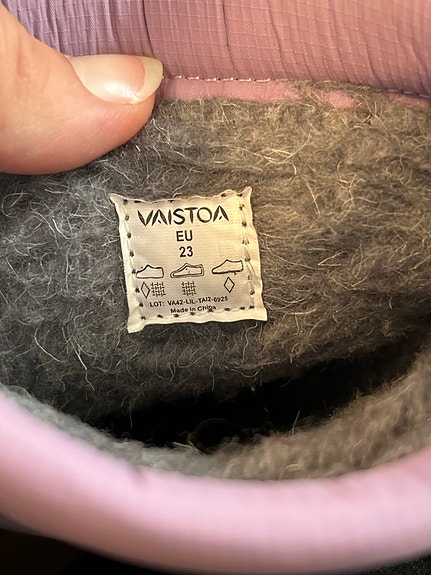 VAISTOA
EU
23
LOT: VA42-LIL-TAI2-0925
Made in China